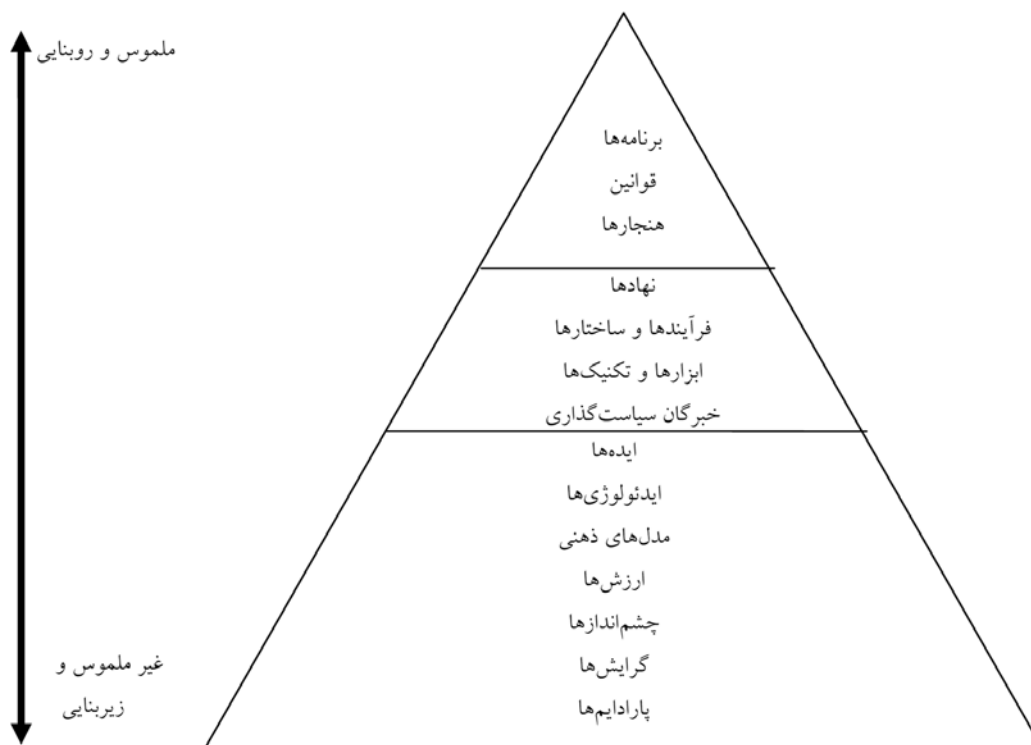 ملموس و روبنایی
برنامه‌ها
قوانین
هنجارها
نهادها
فرآیندها و ساختارها
ابزارها و تکنیک‌ها
خبرگان سیاست‌گذاری
ایده‌ها
ایدئولوژی‌ها
مدل‌های ذهنی
ارزش‌ها
چشم‌اندازها
گرایش‌ها
پارادایم‌ها
غیر ملموس و
زیربنایی